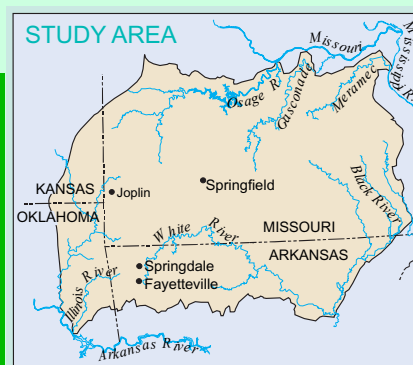 STUDY AREA
Missouri
Mississippi
Osage R
Gasconade
Meramec
KANSAS
Joplin
Springfield
Black River
OKLAHOMA
White River
MISSOURI
ARKANSAS
Illinois River
Springdale
Fayetteville
Arkansas River